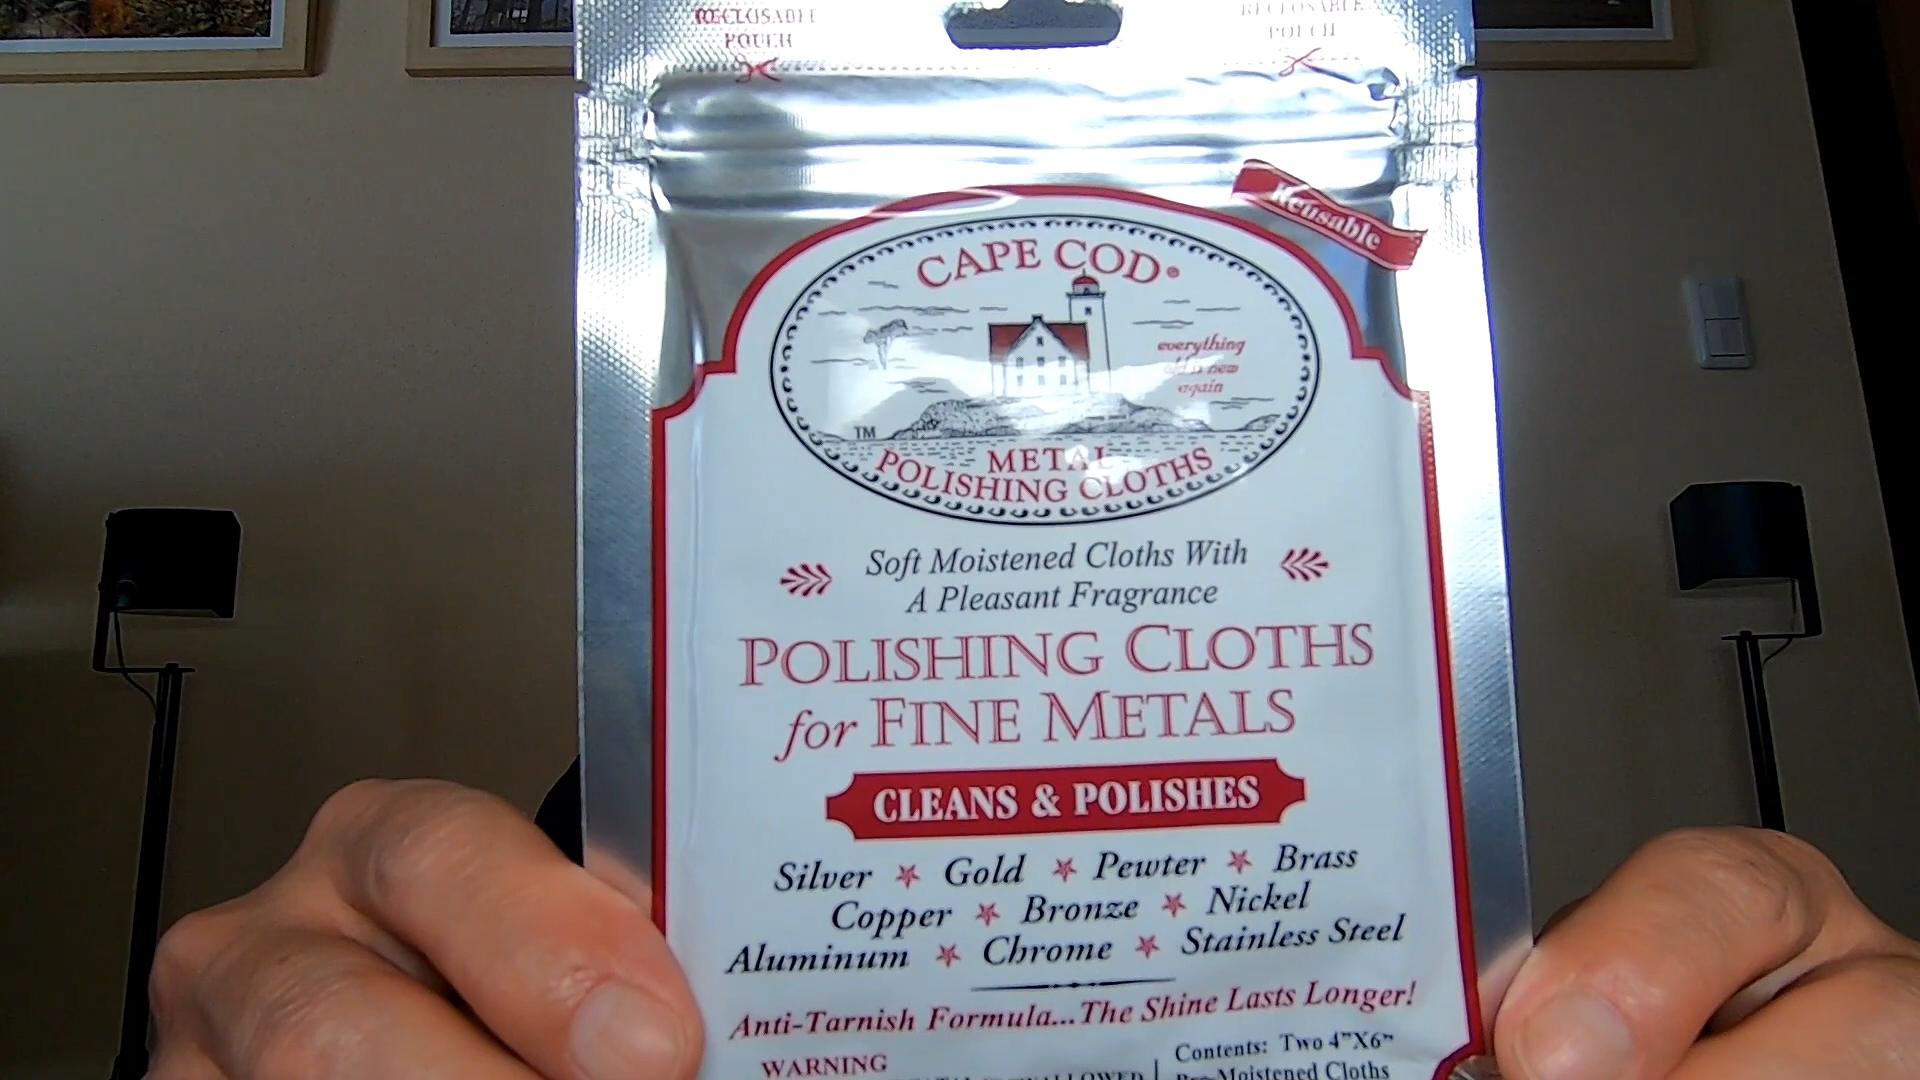 RECLOSABLE
POUCH
RECLOSABLE
POUCH
Reusable
CAPE COD®
everything
old is new
again
TM
METAL
POLISHING CLOTHS
Soft Moistened Cloths With
A Pleasant Fragrance
POLISHING CLOTHS
for FINE METALS
CLEANS & POLISHES
Silver ★ Gold ★ Pewter ★ Brass
Copper ★ Bronze ★ Nickel
Aluminum ★ Chrome ★ Stainless Steel
Anti-Tarnish Formula...The Shine Lasts Longer!
WARNING
Contents: Two 4"X6"
Pre-Moistened Cloths